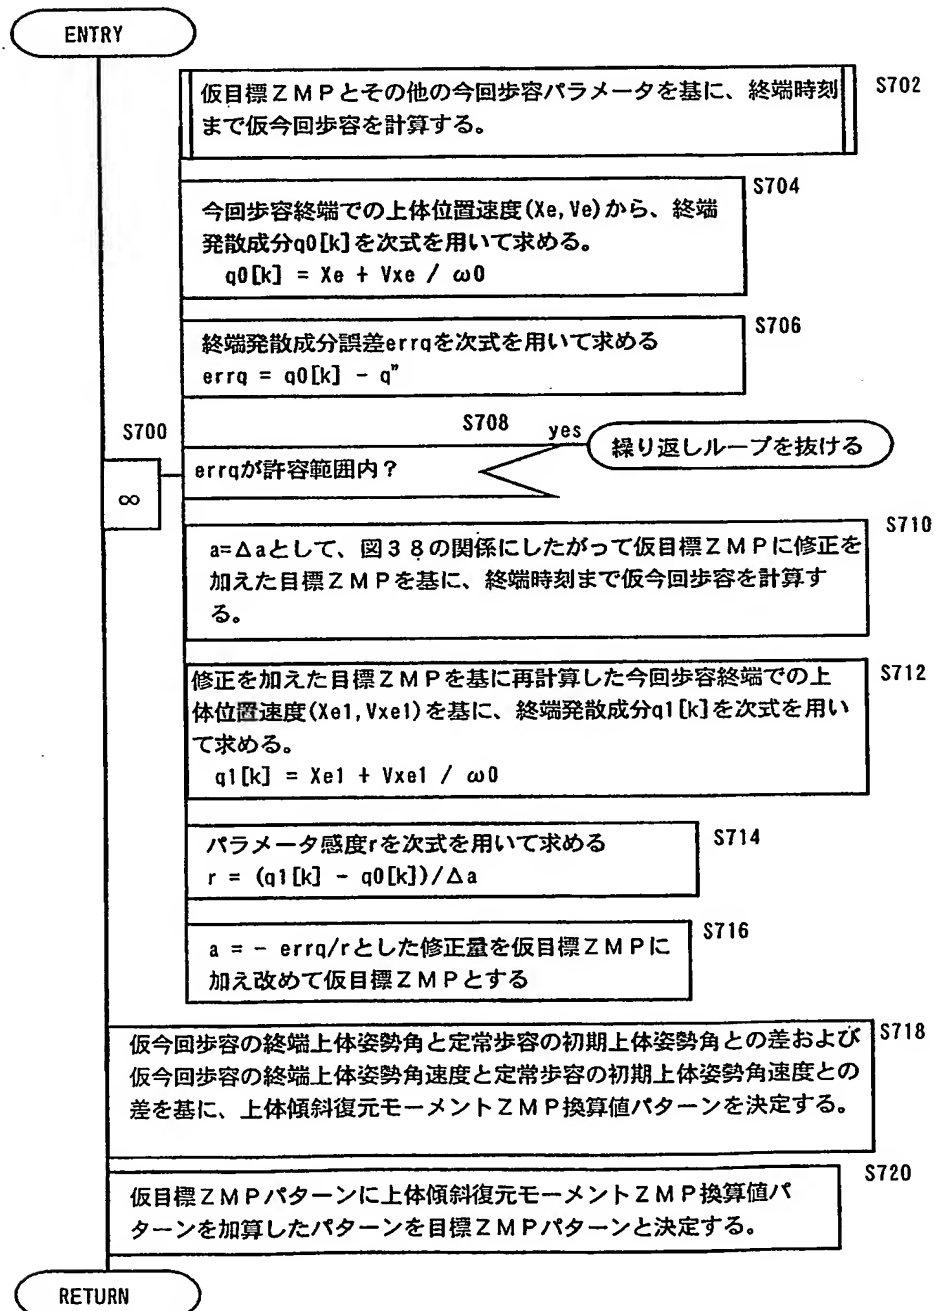 ENTRY
仮目標ZMPとその他の今回歩容パラメータを基に、終端時刻
まで仮今回歩容を計算する。
S702
今回歩容終端での上体位置速度(Xe,Ve)から、終端
発散成分q0[k]を次式を用いて求める。
q0[k] = Xe + Vxe / ω0
S704
終端発散成分誤差errqを次式を用いて求める
errq = q0[k] - q"
S706
S700
∞
S708
errqが許容範囲内?
yes
繰り返しループを抜ける
a=Δaとして、図38の関係にしたがって仮目標ZMPに修正を
加えた目標ZMPを基に、終端時刻まで仮今回歩容を計算す
る。
S710
修正を加えた目標ZMPを基に再計算した今回歩容終端での上
体位置速度(Xe1,Vxe1)を基に、終端発散成分q1[k]を次式を用い
て求める。
q1[k] = Xe1 + Vxe1 / ω0
S712
パラメータ感度rを次式を用いて求める
r = (q1[k] - q0[k])/Δa
S714
a = - errq/rとした修正量を仮目標ZMPに
加え改めて仮目標ZMPとする
S716
仮今回歩容の終端上体姿勢角と定常歩容の初期上体姿勢角との差および
仮今回歩容の終端上体姿勢角速度と定常歩容の初期上体姿勢角速度との
差を基に、上体傾斜復元モーメントZMP換算値パターンを決定する。
S718
仮目標ZMPパターンに上体傾斜復元モーメントZMP換算値パ
ターンを加算したパターンを目標ZMPパターンと決定する。
S720
RETURN